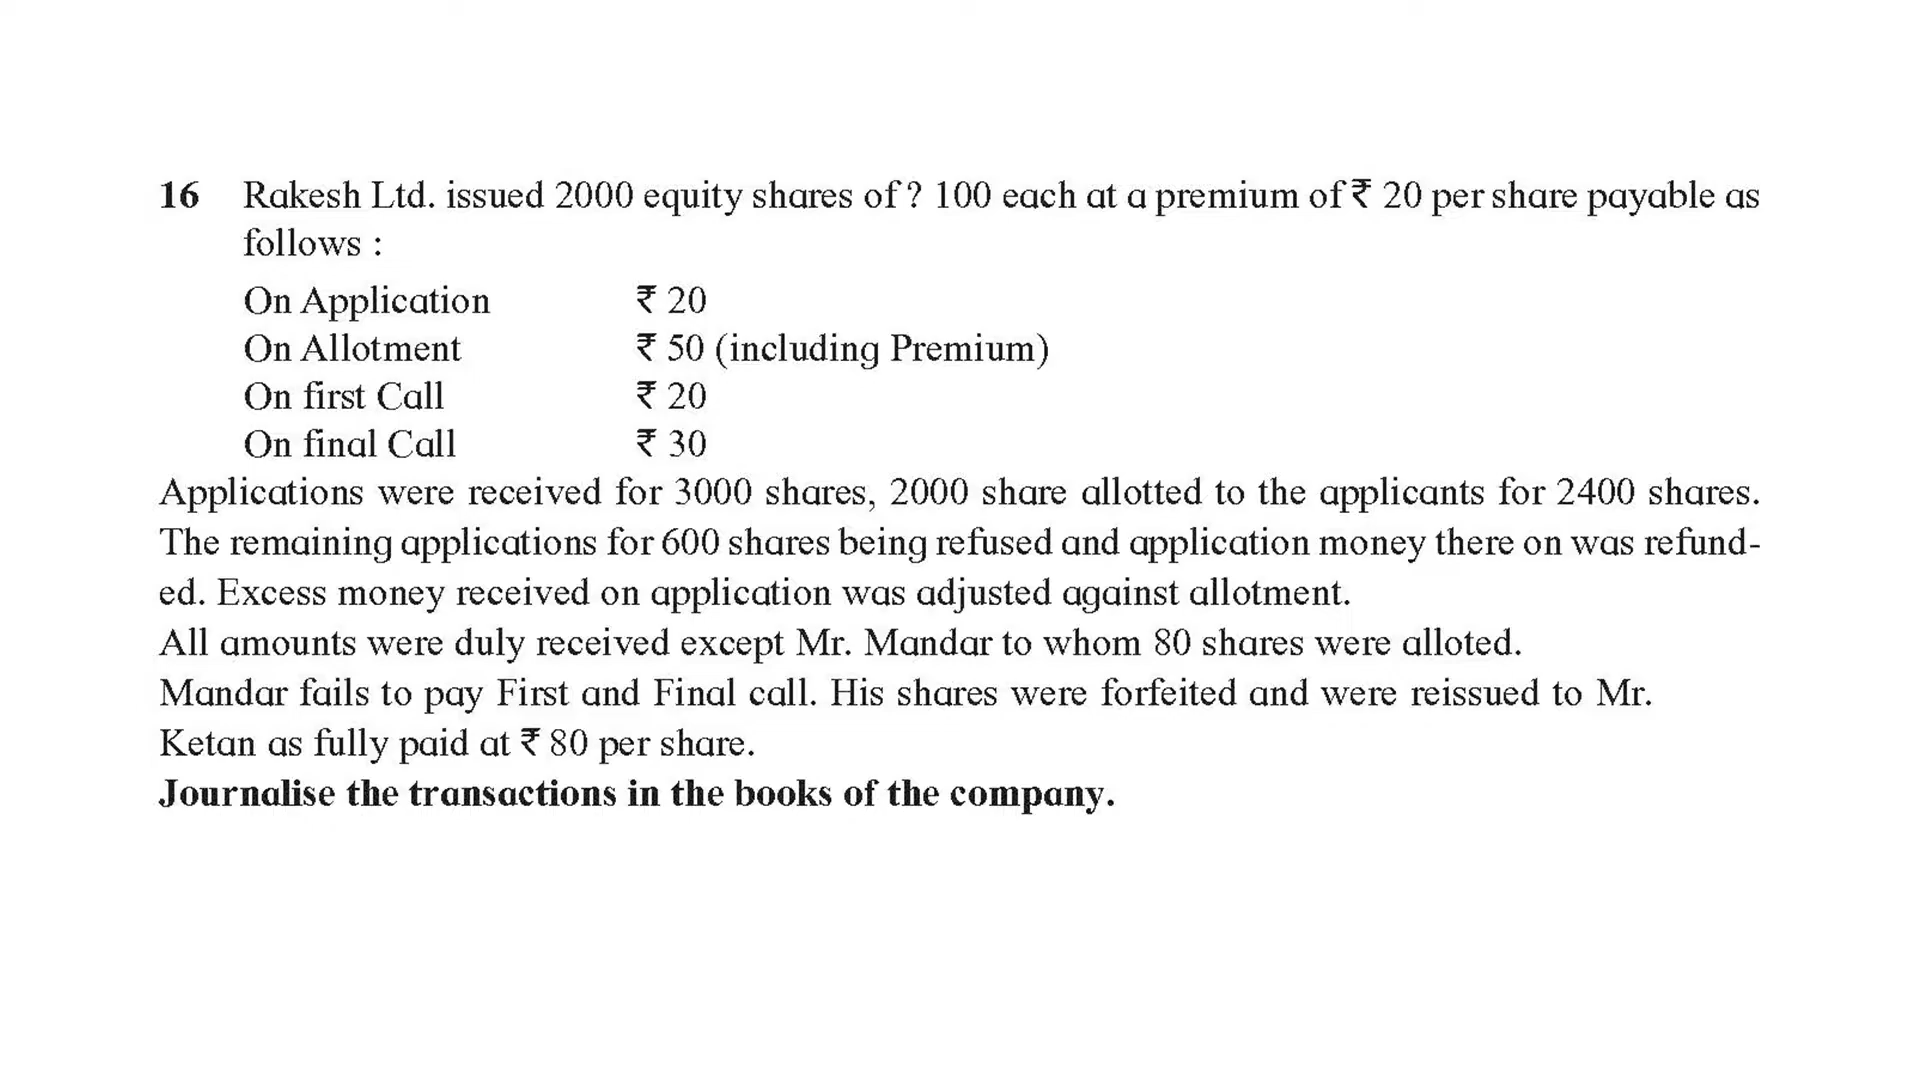 16 Rakesh Ltd. issued 2000 equity shares of ? 100 each at a premium of ₹ 20 per share payable as
follows :
On Application ₹ 20
On Allotment ₹ 50 (including Premium)
On first Call ₹ 20
On final Call ₹ 30
Applications were received for 3000 shares, 2000 share allotted to the applicants for 2400 shares.
The remaining applications for 600 shares being refused and application money there on was refund-
ed. Excess money received on application was adjusted against allotment.
All amounts were duly received except Mr. Mandar to whom 80 shares were alloted.
Mandar fails to pay First and Final call. His shares were forfeited and were reissued to Mr.
Ketan as fully paid at ₹ 80 per share.
Journalise the transactions in the books of the company.